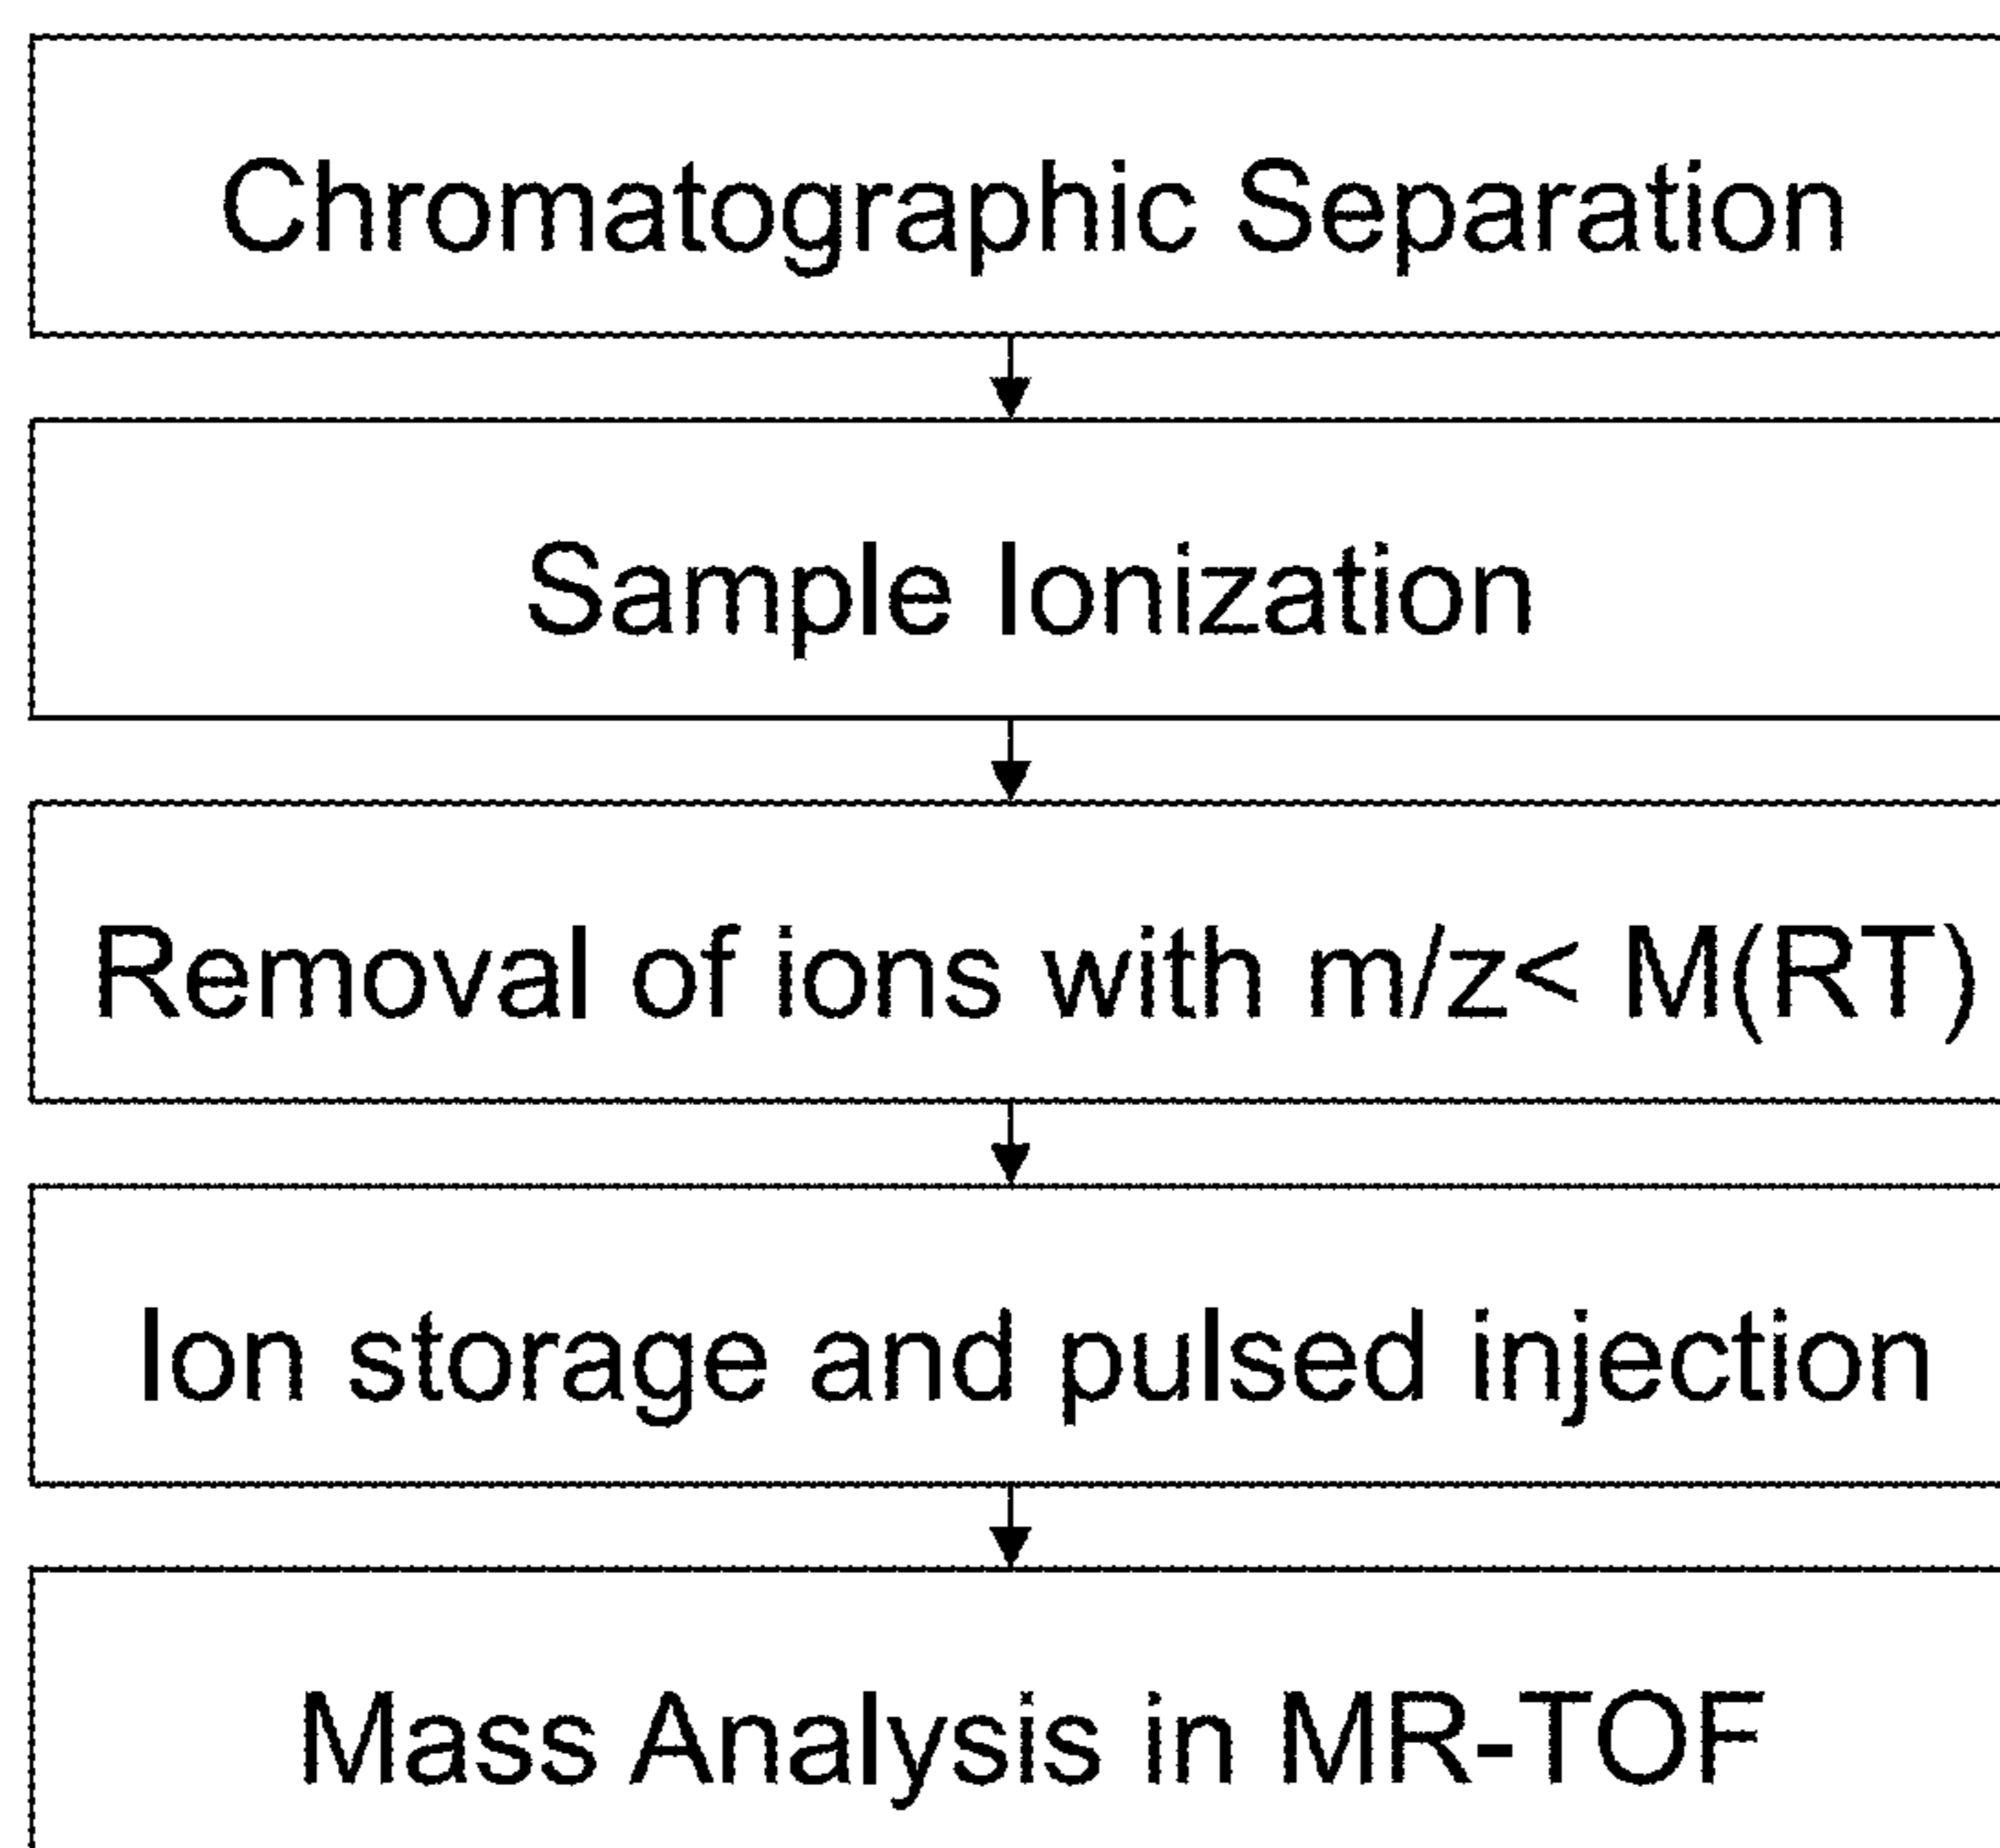 Chromatographic Separation
Sample Ionization
Removal of ions with m/z< M(RT)
Ion storage and pulsed injection
Mass Analysis in MR-TOF